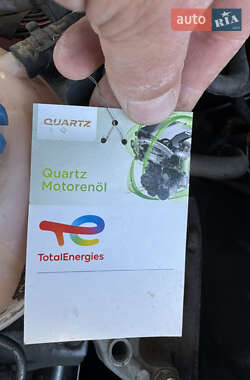 auto RIA
QUARTZ
Quartz
Motorenöl
TotalEnergies